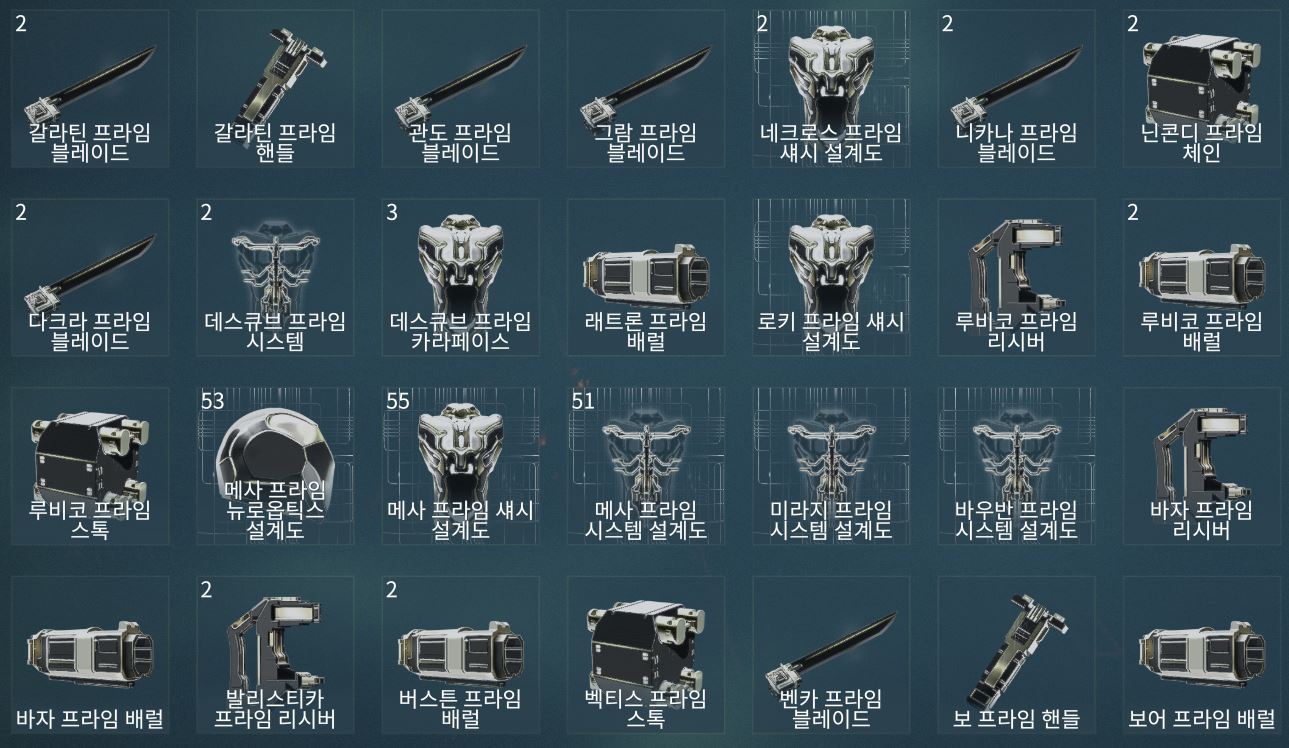 2
갈라틴 프라임
블레이드
갈라틴 프라임
핸들
관도 프라임
블레이드
그람 프라임
블레이드
2
네크로스 프라임
섀시 설계도
2
니카나 프라임
블레이드
2
닌콘디 프라임
체인
2
다크라 프라임
블레이드
2
데스큐브 프라임
시스템
3
데스큐브 프라임
카라페이스
래트론 프라임
배럴
로키 프라임 섀시
설계도
루비코 프라임
리시버
2
루비코 프라임
배럴
루비코 프라임
스톡
53
메사 프라임
뉴로옵틱스
설계도
55
메사 프라임 섀시
설계도
51
메사 프라임
시스템 설계도
미라지 프라임
시스템 설계도
바우반 프라임
시스템 설계도
바자 프라임
리시버
바자 프라임 배럴
2
발리스티카
프라임 리시버
2
버스튼 프라임
배럴
벡티스 프라임
스톡
벤카 프라임
블레이드
보 프라임 핸들
보어 프라임 배럴